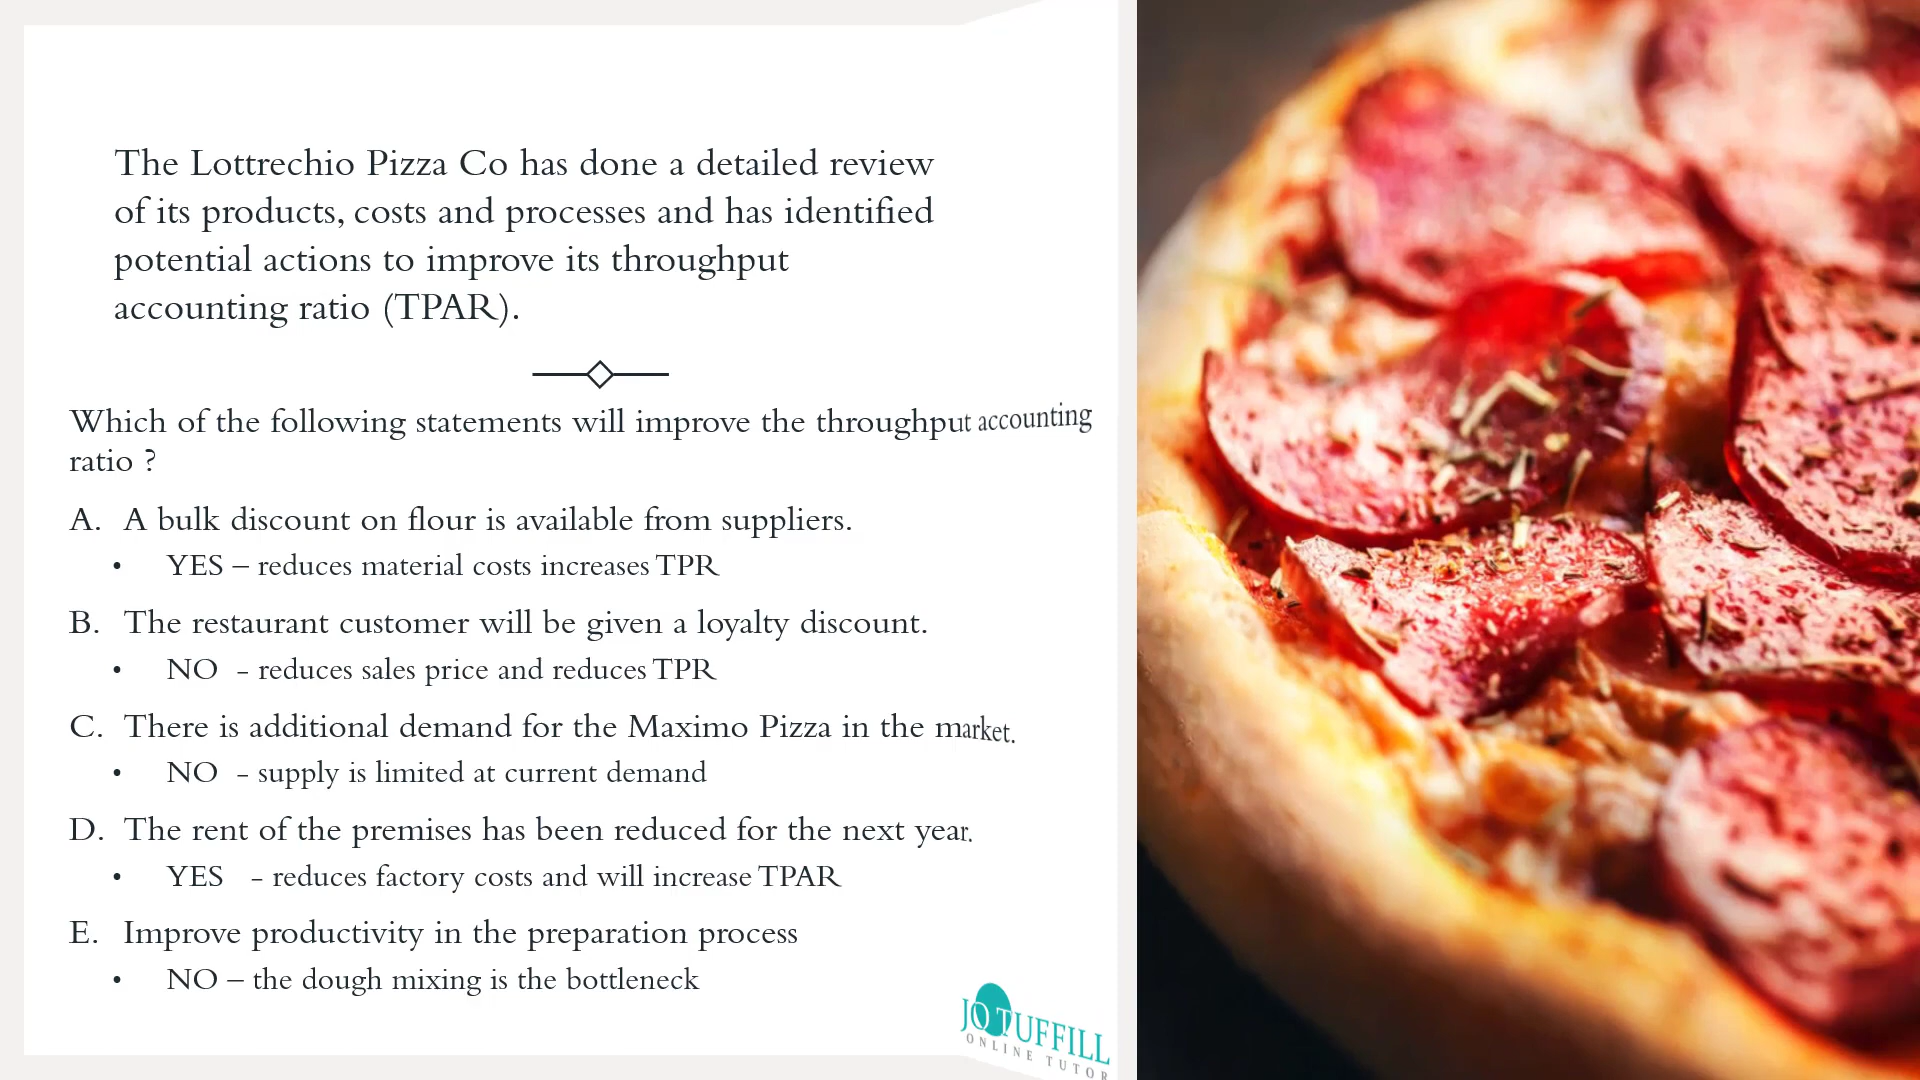 The Lottrechio Pizza Co has done a detailed review
of its products, costs and processes and has identified
potential actions to improve its throughput
accounting ratio (TPAR).
Which of the following statements will improve the throughput accounting
ratio ?
A. A bulk discount on flour is available from suppliers.
• YES – reduces material costs increases TPR
B. The restaurant customer will be given a loyalty discount.
• NO - reduces sales price and reduces TPR
C. There is additional demand for the Maximo Pizza in the market.
• NO - supply is limited at current demand
D. The rent of the premises has been reduced for the next year.
• YES - reduces factory costs and will increase TPAR
E. Improve productivity in the preparation process
• NO – the dough mixing is the bottleneck
JO TUFFILL
ONLINE TUTOR